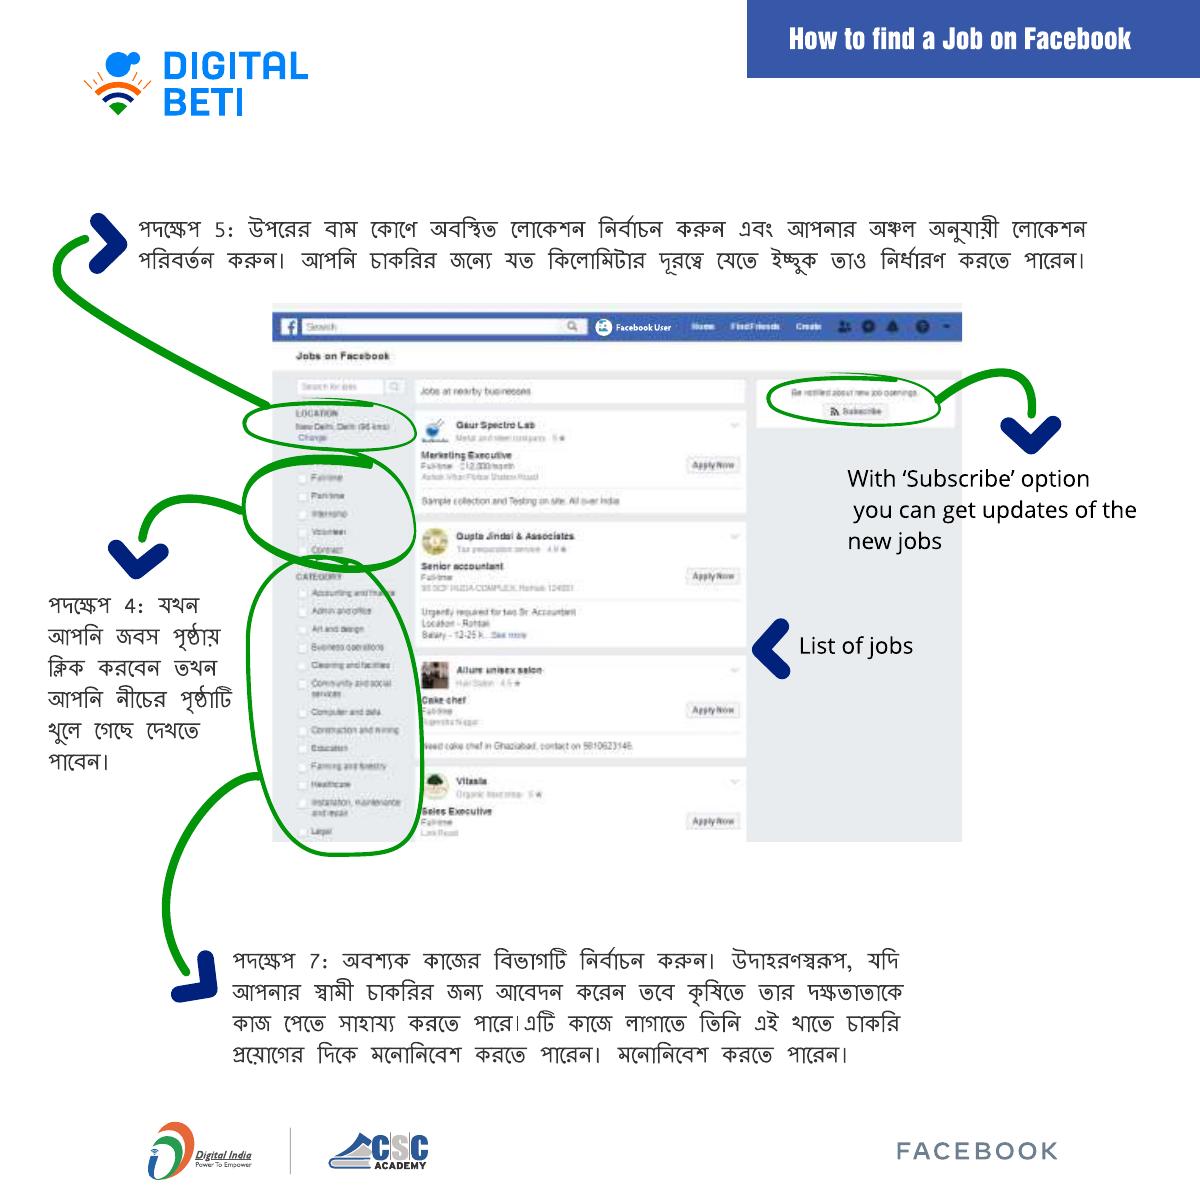 How to find a Job on Facebook
DIGITAL
BETI
পদক্ষেপ 5: উপরের বাম কোণে অবস্থিত লোকেশন নির্বাচন করুন এবং আপনার অঞ্চল অনুযায়ী লোকেশন
পরিবর্তন করুন। আপনি চাকরির জন্যে যত কিলোমিটার দূরত্বে যেতে ইচ্ছুক তাও নির্ধারণ করতে পারেন।
Search
Facebook User
Home
Find Friends
Create
Jobs on Facebook
Search for jobs
Jobs at nearby businesses
Be notified about new job openings.
Subscribe
LOCATION
New Delhi, Delhi (96 kms)
Change
Full-time
Part-time
Internship
Volunteer
Contract
CATEGORY
Accounting and finance
Admin and office
Art and design
Business operations
Cleaning and facilities
Community and social
services
Computer and data
Construction and mining
Education
Farming and forestry
Healthcare
Installation, maintenance
and repair
Legal
Gaur Spectro Lab
Metal and steel company · 5 ★
Marketing Executive
Full-time · 12,000/month
Apply Now
Sample collection and Testing on site. All over India
Gupta Jindal & Associates
Tax preparation service · 4.9 ★
Senior accountant
Full-time
Apply Now
HUDA COMPLEX, Rohtak 124001
Urgently required for two Sr. Accountant
Location - Rohtak
Salary - 12-25 k... See more
Allure unisex salon
Hair Salon · 4.5 ★
Cake chef
Full-time
Apply Now
Need cake chef in Ghaziabad, contact on 9810623146.
Vitasta
5 ★
Sales Executive
Full-time
Link Road
Apply Now
With ‘Subscribe’ option
you can get updates of the
new jobs
List of jobs
পদক্ষেপ 4: যখন
আপনি জবস পৃষ্ঠায়
ক্লিক করবেন তখন
আপনি নীচের পৃষ্ঠাটি
খুলে গেছে দেখতে
পাবেন।
পদক্ষেপ 7: অবশ্যক কাজের বিভাগটি নির্বাচন করুন। উদাহরণস্বরূপ, যদি
আপনার স্বামী চাকরির জন্য আবেদন করেন তবে কৃষিতে তার দক্ষতাতাকে
কাজ পেতে সাহায্য করতে পারে।এটি কাজে লাগাতে তিনি এই খাতে চাকরি
প্রয়োগের দিকে মনোনিবেশ করতে পারেন। মনোনিবেশ করতে পারেন।
Digital India
Power To Empower
CSC
ACADEMY
FACEBOOK